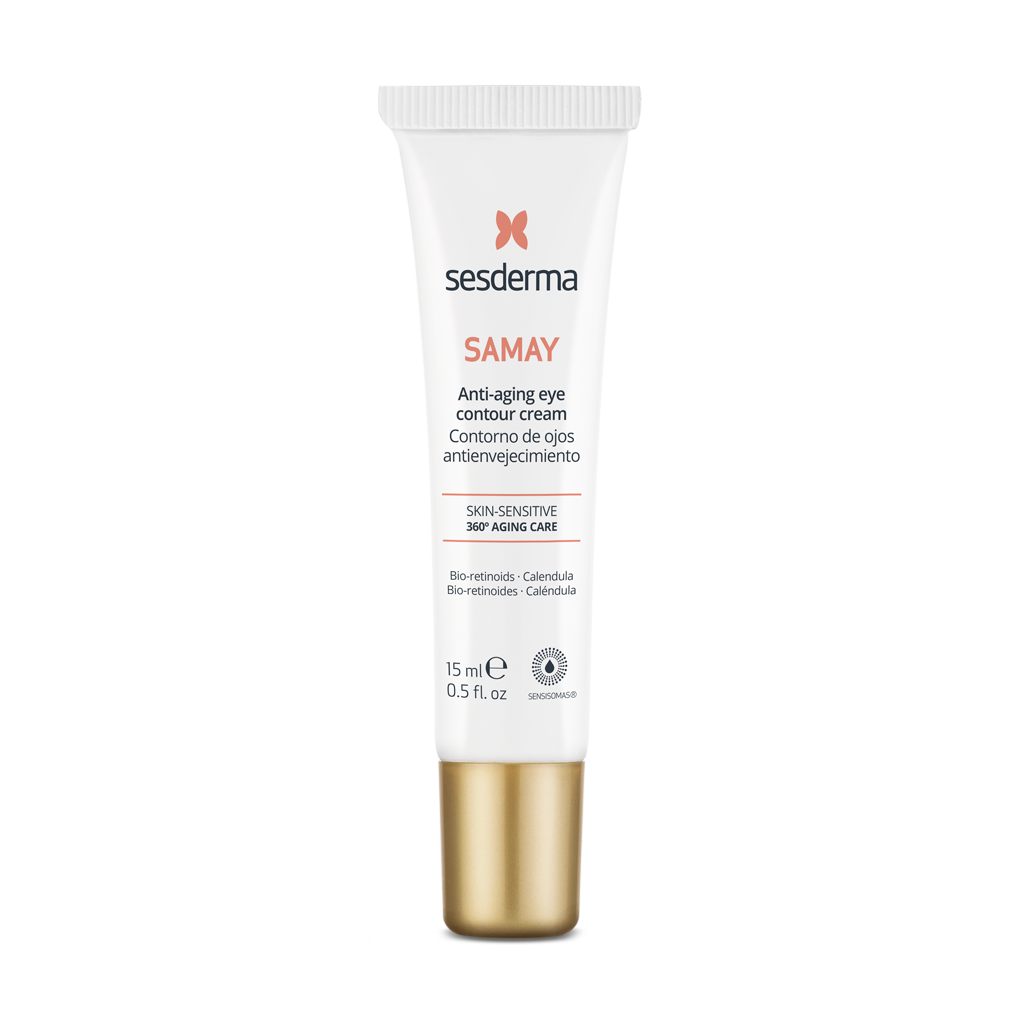 sesderma
SAMAY
Anti-aging eye
contour cream
Contorno de ojos
antienvejecimiento
SKIN-SENSITIVE
360º AGING CARE
Bio-retinoids · Calendula
Bio-retinoides · Caléndula
15 ml ℮
0.5 fl. oz
SENSISOMAS®